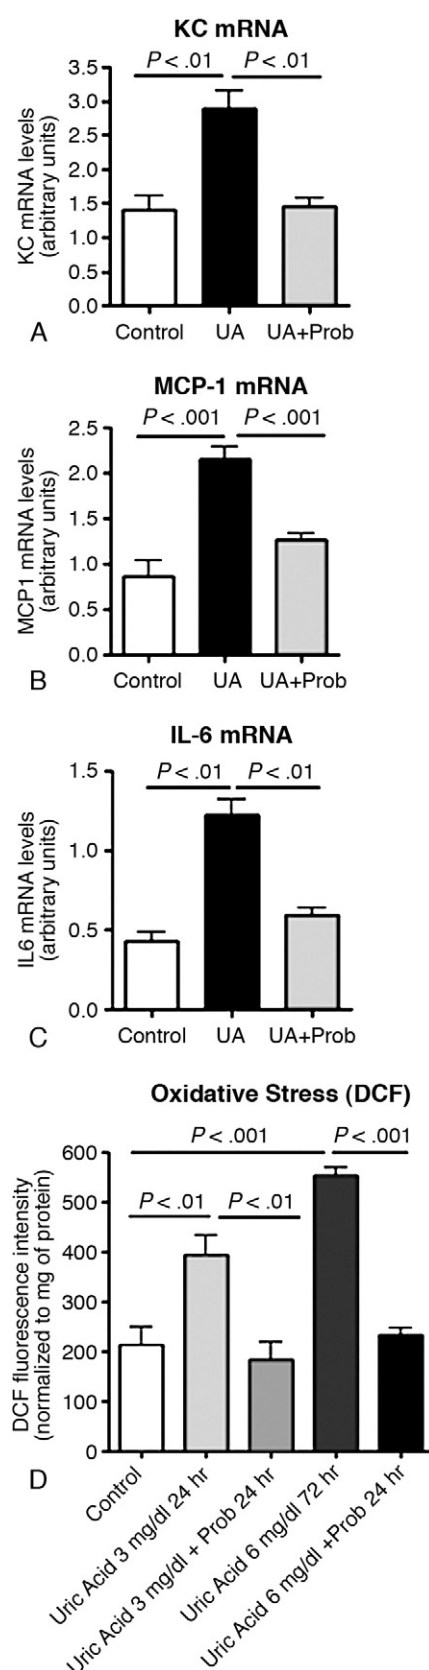 KC mRNA
P < .01 P < .01
KC mRNA levels
(arbitrary units)
3.5
3.0
2.5
2.0
1.5
1.0
0.5
0.0
A
Control UA UA+Prob
MCP-1 mRNA
P < .001 P < .001
MCP1 mRNA levels
(arbitrary units)
2.5
2.0
1.5
1.0
0.5
0.0
B
Control UA UA+Prob
IL-6 mRNA
P < .01 P < .01
IL6 mRNA levels
(arbitrary units)
1.5
1.0
0.5
0.0
C
Control UA UA+Prob
Oxidative Stress (DCF)
P < .001 P < .001
P < .01 P < .01
DCF fluorescence intensity
(normalized to mg of protein)
600
500
400
300
200
100
0
D
Control
Uric Acid 3 mg/dl 24 hr
Uric Acid 3 mg/dl + Prob 24 hr
Uric Acid 6 mg/dl 72 hr
Uric Acid 6 mg/dl +Prob 24 hr